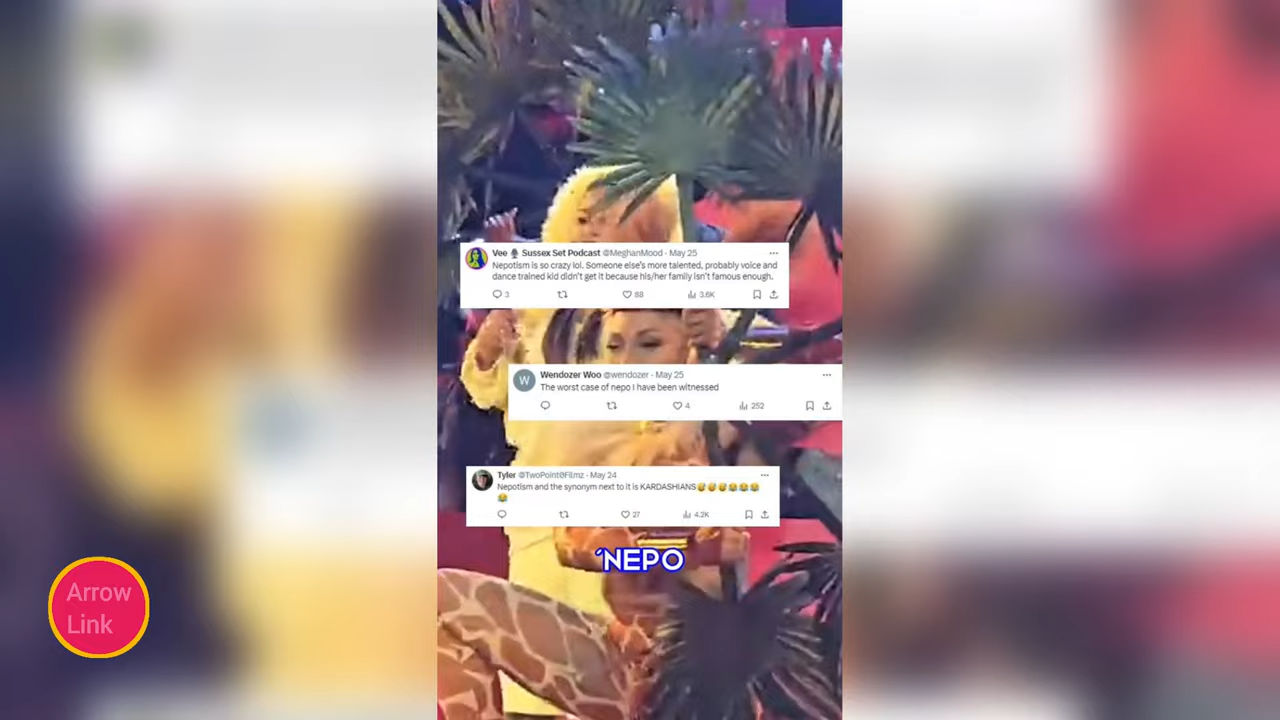 Vee 🎙 Sussex Set Podcast @MeghanMood · May 25
Nepotism is so crazy lol. Someone else's more talented, probably voice and
dance trained kid didn't get it because his/her family isn't famous enough.
3 88 3.6K
Wendozer Woo @wendozer · May 25
W
The worst case of nepo I have been witnessed
4 252
Tyler @TwoPoint0Filmz · May 24
Nepotism and the synonym next to it is KARDASHIANS😅😅😅😂😂😂
😂
27 4.2K
'NEPO
Arrow
Link